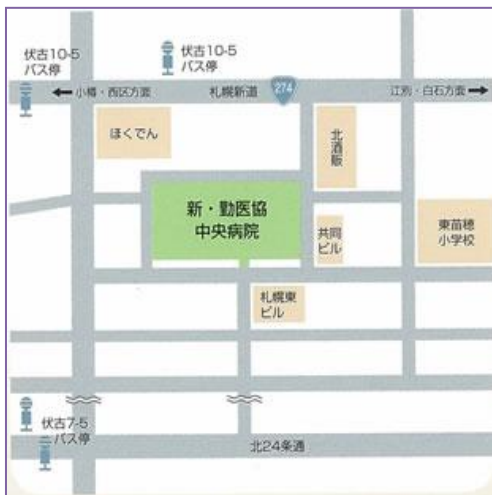 伏古10-5
バス停
伏古10-5
バス停
小樽・西区方面
札幌新道
274
江別・白石方面
ほくでん
北酒販
新・勤医協
中央病院
共同
ビル
東苗穂
小学校
札幌東
ビル
伏古7-5
バス停
北24条通